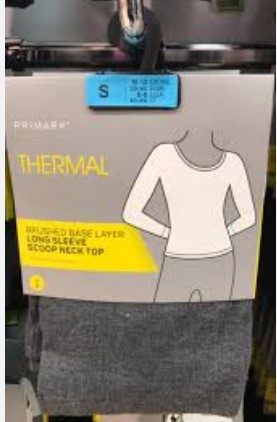 S
PRIMARK®
THERMAL
BRUSHED BASE LAYER
LONG SLEEVE
SCOOP NECK TOP